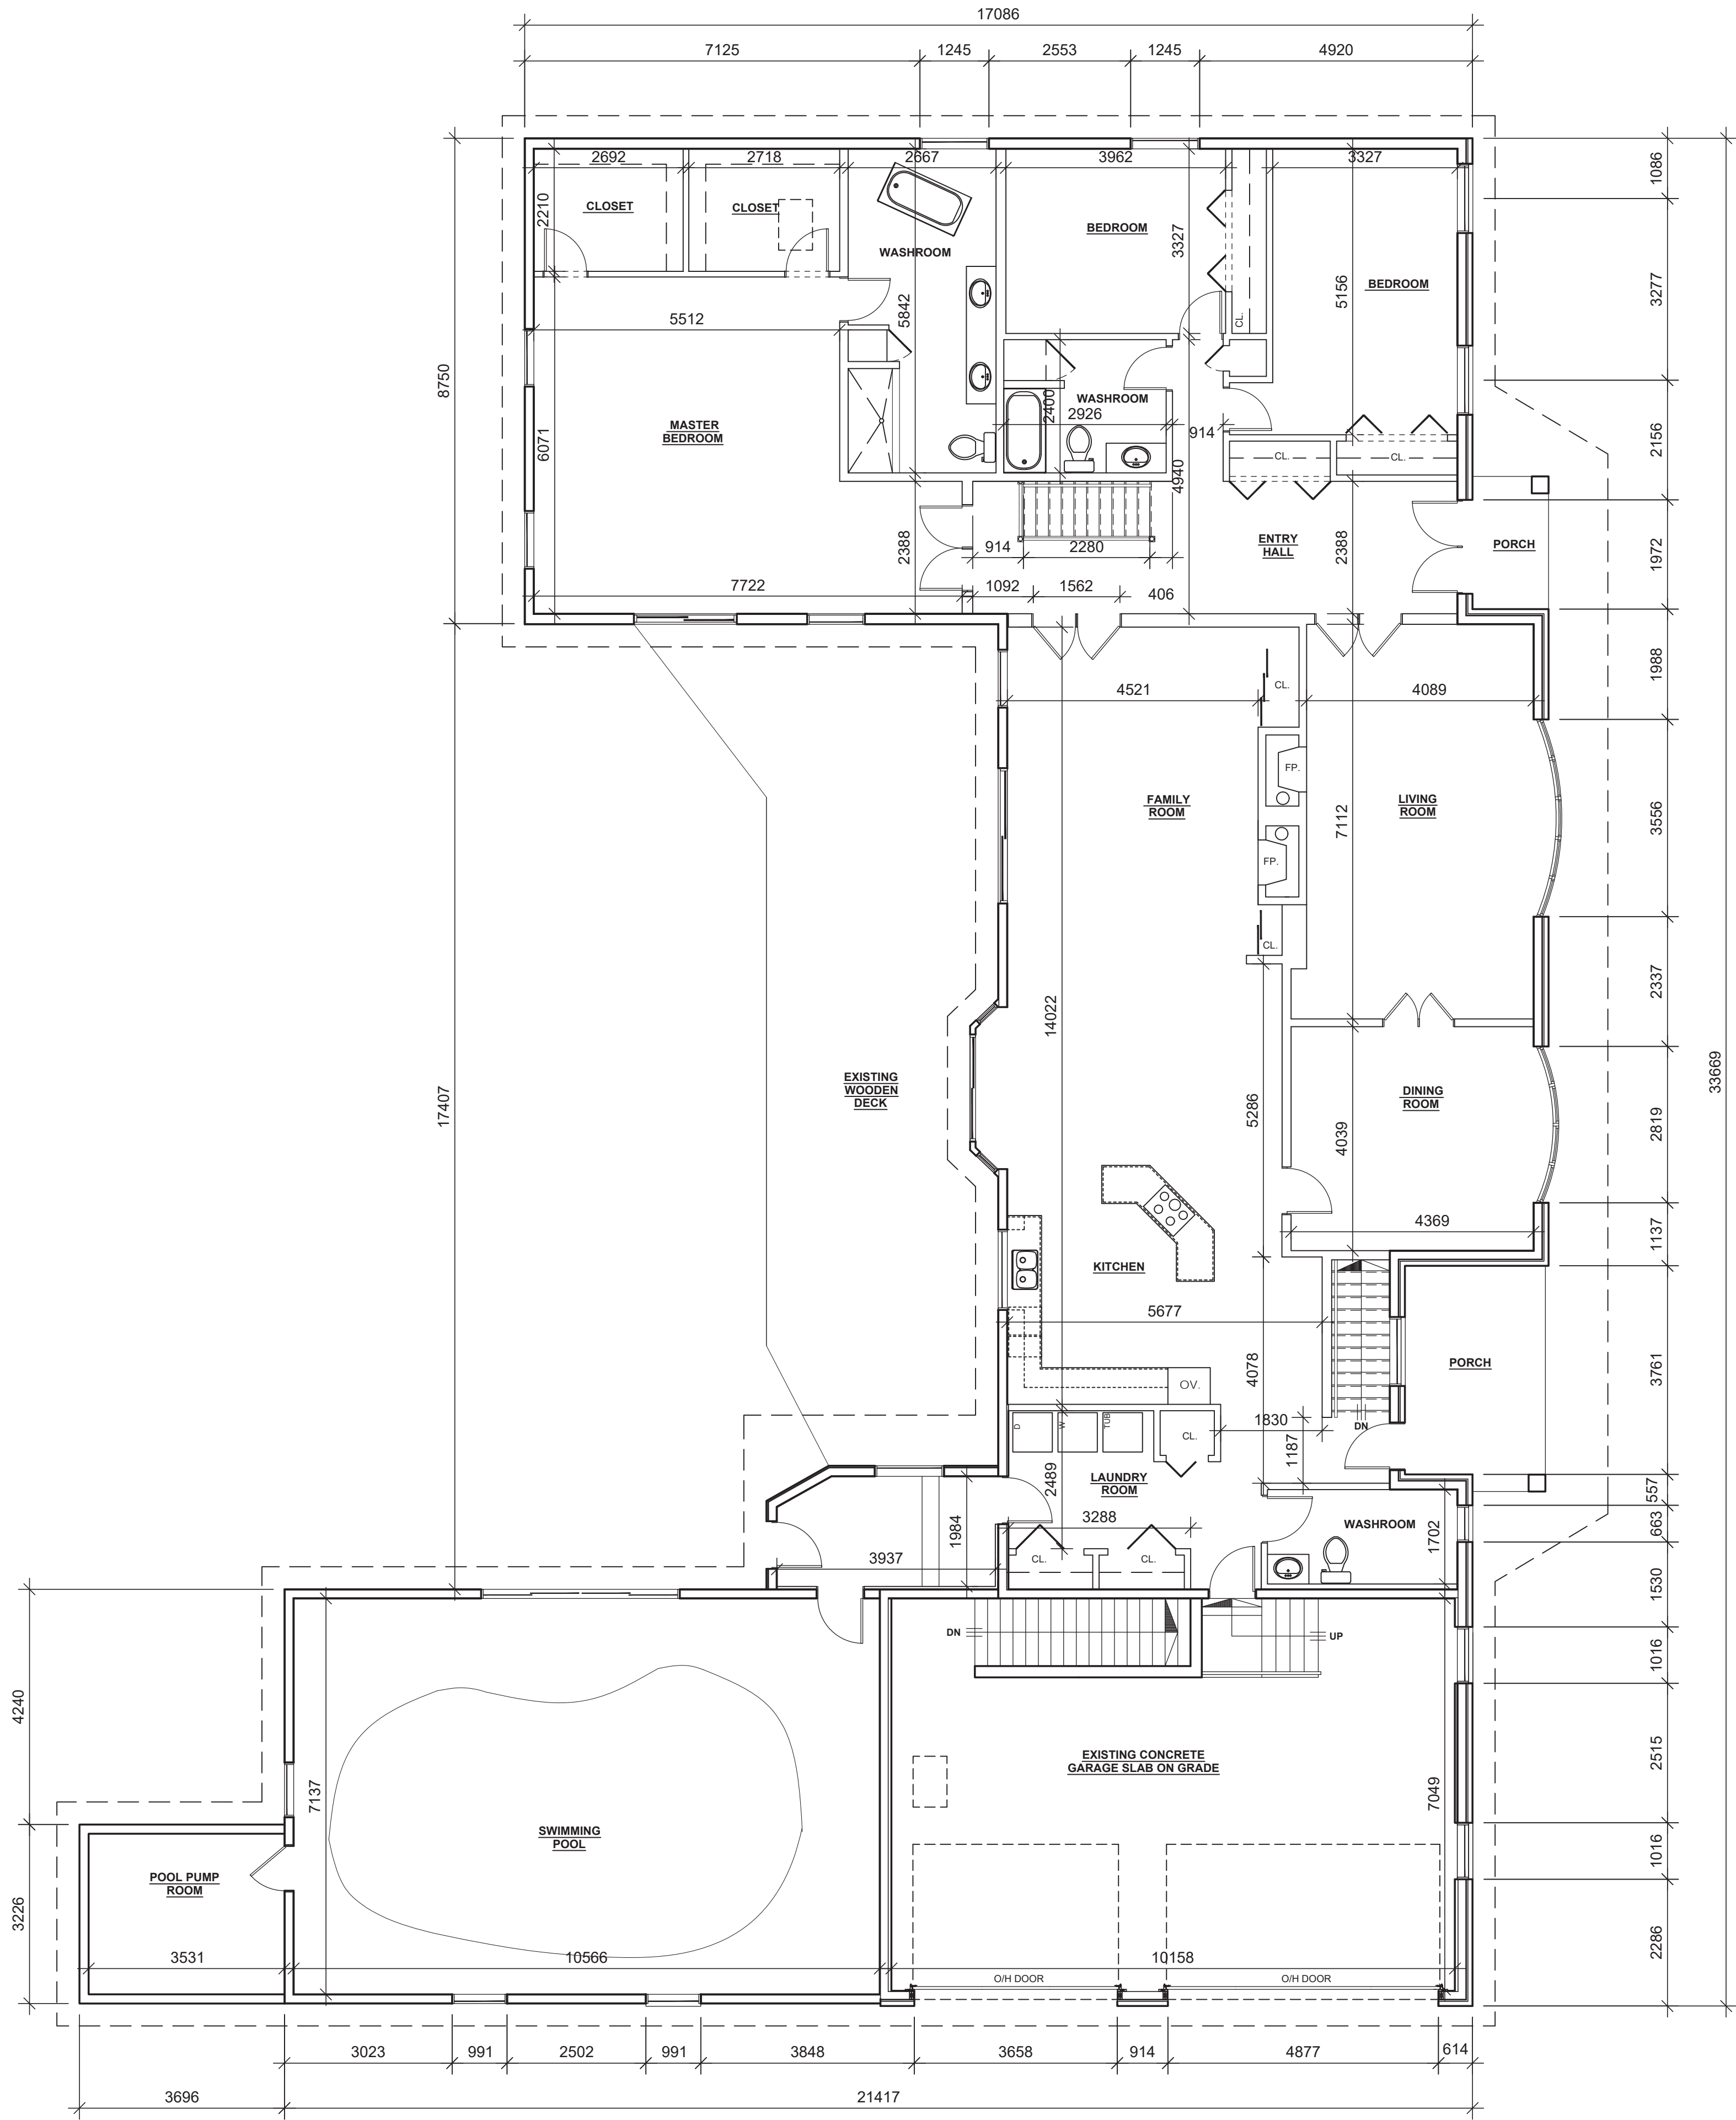 17086
7125
1245
2553
1245
4920
2692
2718
2667
3962
3327
1086
2210
CLOSET
CLOSET
WASHROOM
BEDROOM
3327
BEDROOM
5156
3277
5512
5842
CL.
8750
MASTER
BEDROOM
6071
2400
WASHROOM
2926
914
2156
CL.
CL.
4940
2388
914
2280
ENTRY
HALL
2388
PORCH
1972
7722
1092
1562
406
4521
CL.
4089
1988
FP.
FAMILY
ROOM
LIVING
ROOM
7112
3556
FP.
CL.
14022
2337
33669
17407
EXISTING
WOODEN
DECK
5286
DINING
ROOM
4039
2819
4369
1137
KITCHEN
5677
4078
PORCH
3761
OV.
D
W
TUB
CL.
1830
DN
1187
2489
LAUNDRY
ROOM
557
3288
WASHROOM
1702
663
1984
3937
CL.
CL.
1530
DN
UP
1016
4240
7137
EXISTING CONCRETE
GARAGE SLAB ON GRADE
7049
2515
SWIMMING
POOL
1016
POOL PUMP
ROOM
3226
3531
10566
10158
2286
O/H DOOR
O/H DOOR
3023
991
2502
991
3848
3658
914
4877
614
3696
21417